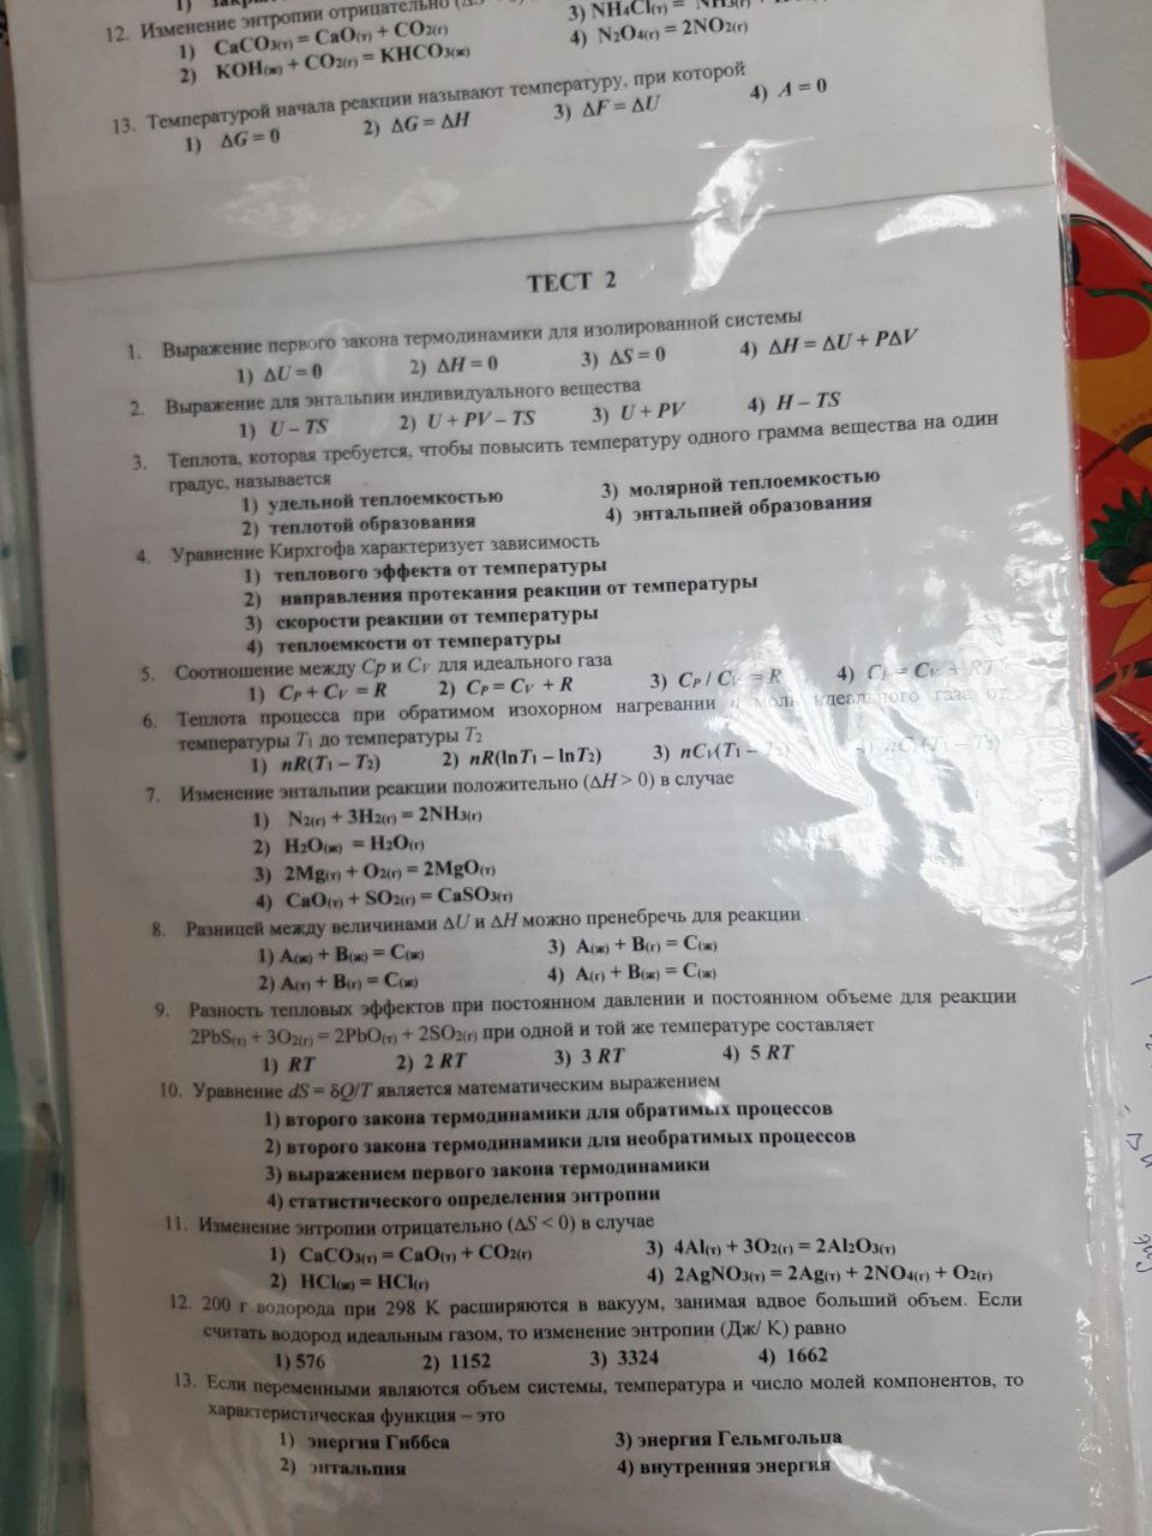 12. Изменение энтропии отрицательно
1) CaCO3(т) = CaO(т) + CO2(г)
3) NH4Cl(т) =
2) KOH(ж) + CO2(г) = KHCO3(ж)
4) N2O4(г) = 2NO2(г)
13. Температурой начала реакции называют температуру, при которой
1) ΔG = 0 2) ΔG = ΔH 3) ΔF = ΔU 4) A = 0
ТЕСТ 2
1. Выражение первого закона термодинамики для изолированной системы
1) ΔU = 0 2) ΔH = 0 3) ΔS = 0 4) ΔH = ΔU + PΔV
2. Выражение для энтальпии индивидуального вещества
1) U – TS 2) U + PV – TS 3) U + PV 4) H – TS
3. Теплота, которая требуется, чтобы повысить температуру одного грамма вещества на один
градус, называется
1) удельной теплоемкостью 3) молярной теплоемкостью
2) теплотой образования 4) энтальпией образования
4. Уравнение Кирхгофа характеризует зависимость
1) теплового эффекта от температуры
2) направления протекания реакции от температуры
3) скорости реакции от температуры
4) теплоемкости от температуры
5. Соотношение между CP и CV для идеального газа
1) CP + CV = R 2) CP = CV + R 3) CP / CV = R 4) CP = CV + RT
6. Теплота процесса при обратимом изохорном нагревании n моль идеального газа от
температуры T1 до температуры T2
1) nR(T1 – T2) 2) nR(lnT1 – lnT2) 3) nCV(T1 – T2)
7. Изменение энтальпии реакции положительно (ΔH > 0) в случае
1) N2(г) + 3H2(г) = 2NH3(г)
2) H2O(ж) = H2O(г)
3) 2Mg(т) + O2(г) = 2MgO(т)
4) CaO(т) + SO2(г) = CaSO3(т)
8. Разницей между величинами ΔU и ΔH можно пренебречь для реакции
1) A(ж) + B(ж) = C(ж) 3) A(ж) + B(г) = C(ж)
2) A(т) + B(г) = C(ж) 4) A(г) + B(ж) = C(ж)
9. Разность тепловых эффектов при постоянном давлении и постоянном объеме для реакции
2PbS(т) + 3O2(г) = 2PbO(т) + 2SO2(г) при одной и той же температуре составляет
1) RT 2) 2 RT 3) 3 RT 4) 5 RT
10. Уравнение dS = δQ/T является математическим выражением
1) второго закона термодинамики для обратимых процессов
2) второго закона термодинамики для необратимых процессов
3) выражением первого закона термодинамики
4) статистического определения энтропии
11. Изменение энтропии отрицательно (ΔS < 0) в случае
1) CaCO3(т) = CaO(т) + CO2(г) 3) 4Al(т) + 3O2(г) = 2Al2O3(т)
2) HCl(ж) = HCl(г) 4) 2AgNO3(т) = 2Ag(т) + 2NO4(г) + O2(г)
12. 200 г водорода при 298 К расширяются в вакуум, занимая вдвое больший объем. Если
считать водород идеальным газом, то изменение энтропии (Дж/ К) равно
1) 576 2) 1152 3) 3324 4) 1662
13. Если переменными являются объем системы, температура и число молей компонентов, то
характеристическая функция – это
1) энергия Гиббса 3) энергия Гельмгольца
2) энтальпия 4) внутренняя энергия